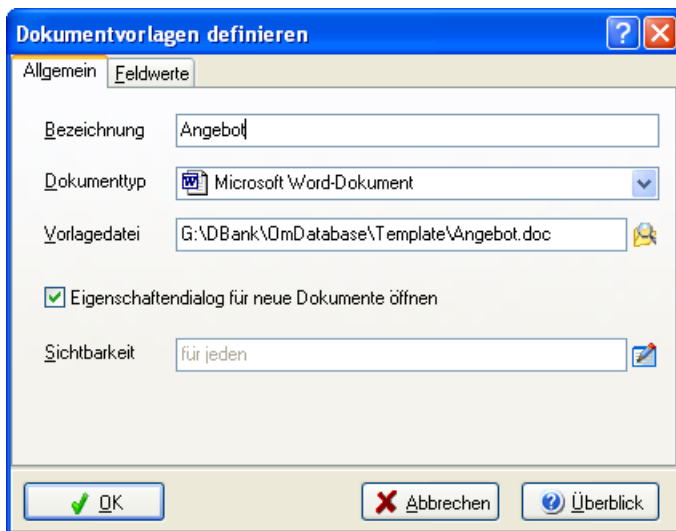 Dokumentvorlagen definieren
Allgemein Feldwerte
Bezeichnung Angebot
Dokumenttyp Microsoft Word-Dokument
Vorlagedatei G:\DBank\OmDatabase\Template\Angebot.doc
Eigenschaftendialog für neue Dokumente öffnen
Sichtbarkeit für jeden
OK Abbrechen Überblick